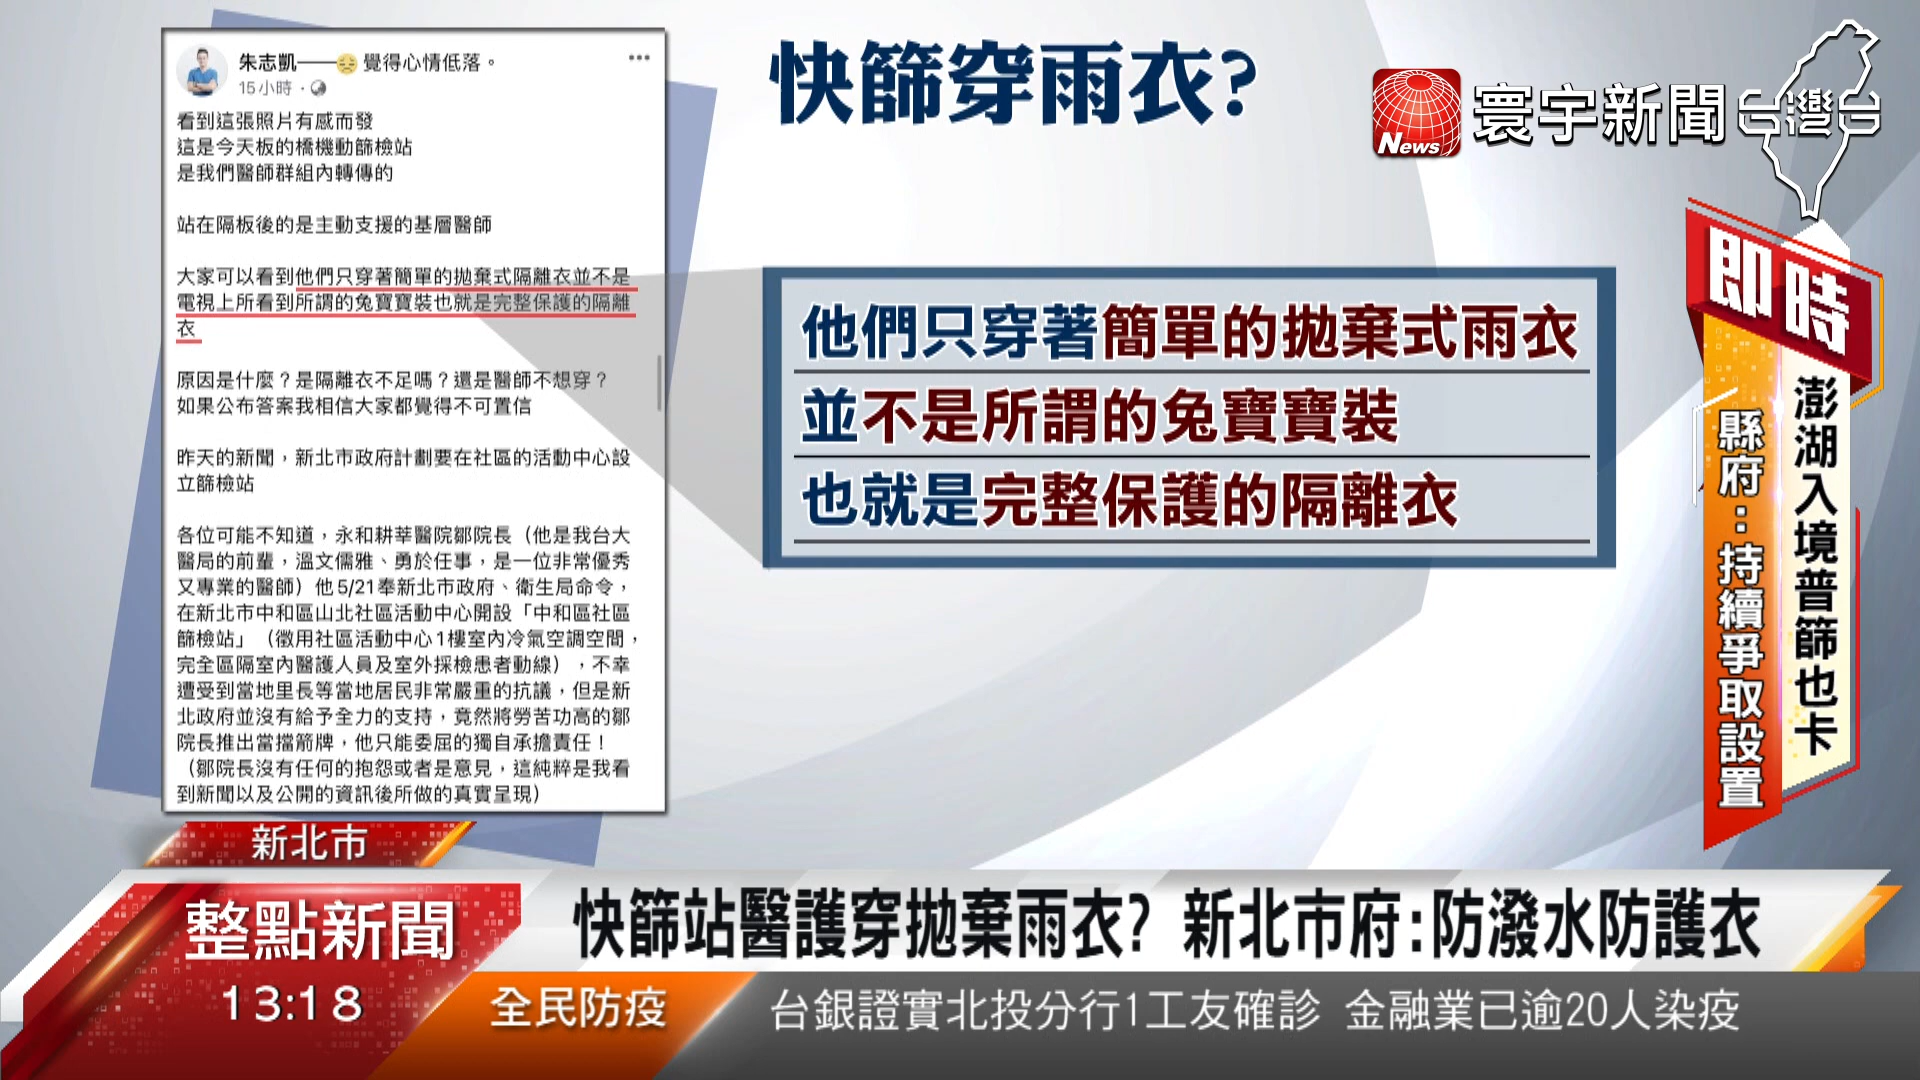 朱志凱——😔 覺得心情低落。
15小時 ·
看到這張照片有感而發
這是今天板的橋機動篩檢站
是我們醫師群組內轉傳的
站在隔板後的是主動支援的基層醫師
大家可以看到他們只穿著簡單的拋棄式隔離衣並不是
電視上所看到所謂的兔寶寶裝也就是完整保護的隔離
衣
原因是什麼？是隔離衣不足嗎？還是醫師不想穿？
如果公布答案我相信大家都覺得不可置信
昨天的新聞，新北市政府計劃要在社區的活動中心設
立篩檢站
各位可能不知道，永和耕莘醫院鄒院長（他是我台大
醫局的前輩，溫文儒雅、勇於任事，是一位非常優秀
又專業的醫師）他5/21奉新北市政府、衛生局命令，
在新北市中和區山北社區活動中心開設「中和區社區
篩檢站」（徵用社區活動中心1樓室內冷氣空調空間，
完全區隔室內醫護人員及室外採檢患者動線），不幸
遭受到當地里長等當地居民非常嚴重的抗議，但是新
北政府並沒有給予全力的支持，竟然將勞苦功高的鄒
院長推出當擋箭牌，他只能委屈的獨自承擔責任！
（鄒院長沒有任何的抱怨或者是意見，這純粹是我看
到新聞以及公開的資訊後所做的真實呈現）
快篩穿雨衣?
他們只穿著簡單的拋棄式雨衣
並不是所謂的兔寶寶裝
也就是完整保護的隔離衣
News
寰宇新聞 台灣台
即時
澎湖入境普篩也卡
縣府：持續爭取設置
新北市
整點新聞
13:18
快篩站醫護穿拋棄雨衣? 新北市府:防潑水防護衣
全民防疫
台銀證實北投分行1工友確診 金融業已逾20人染疫